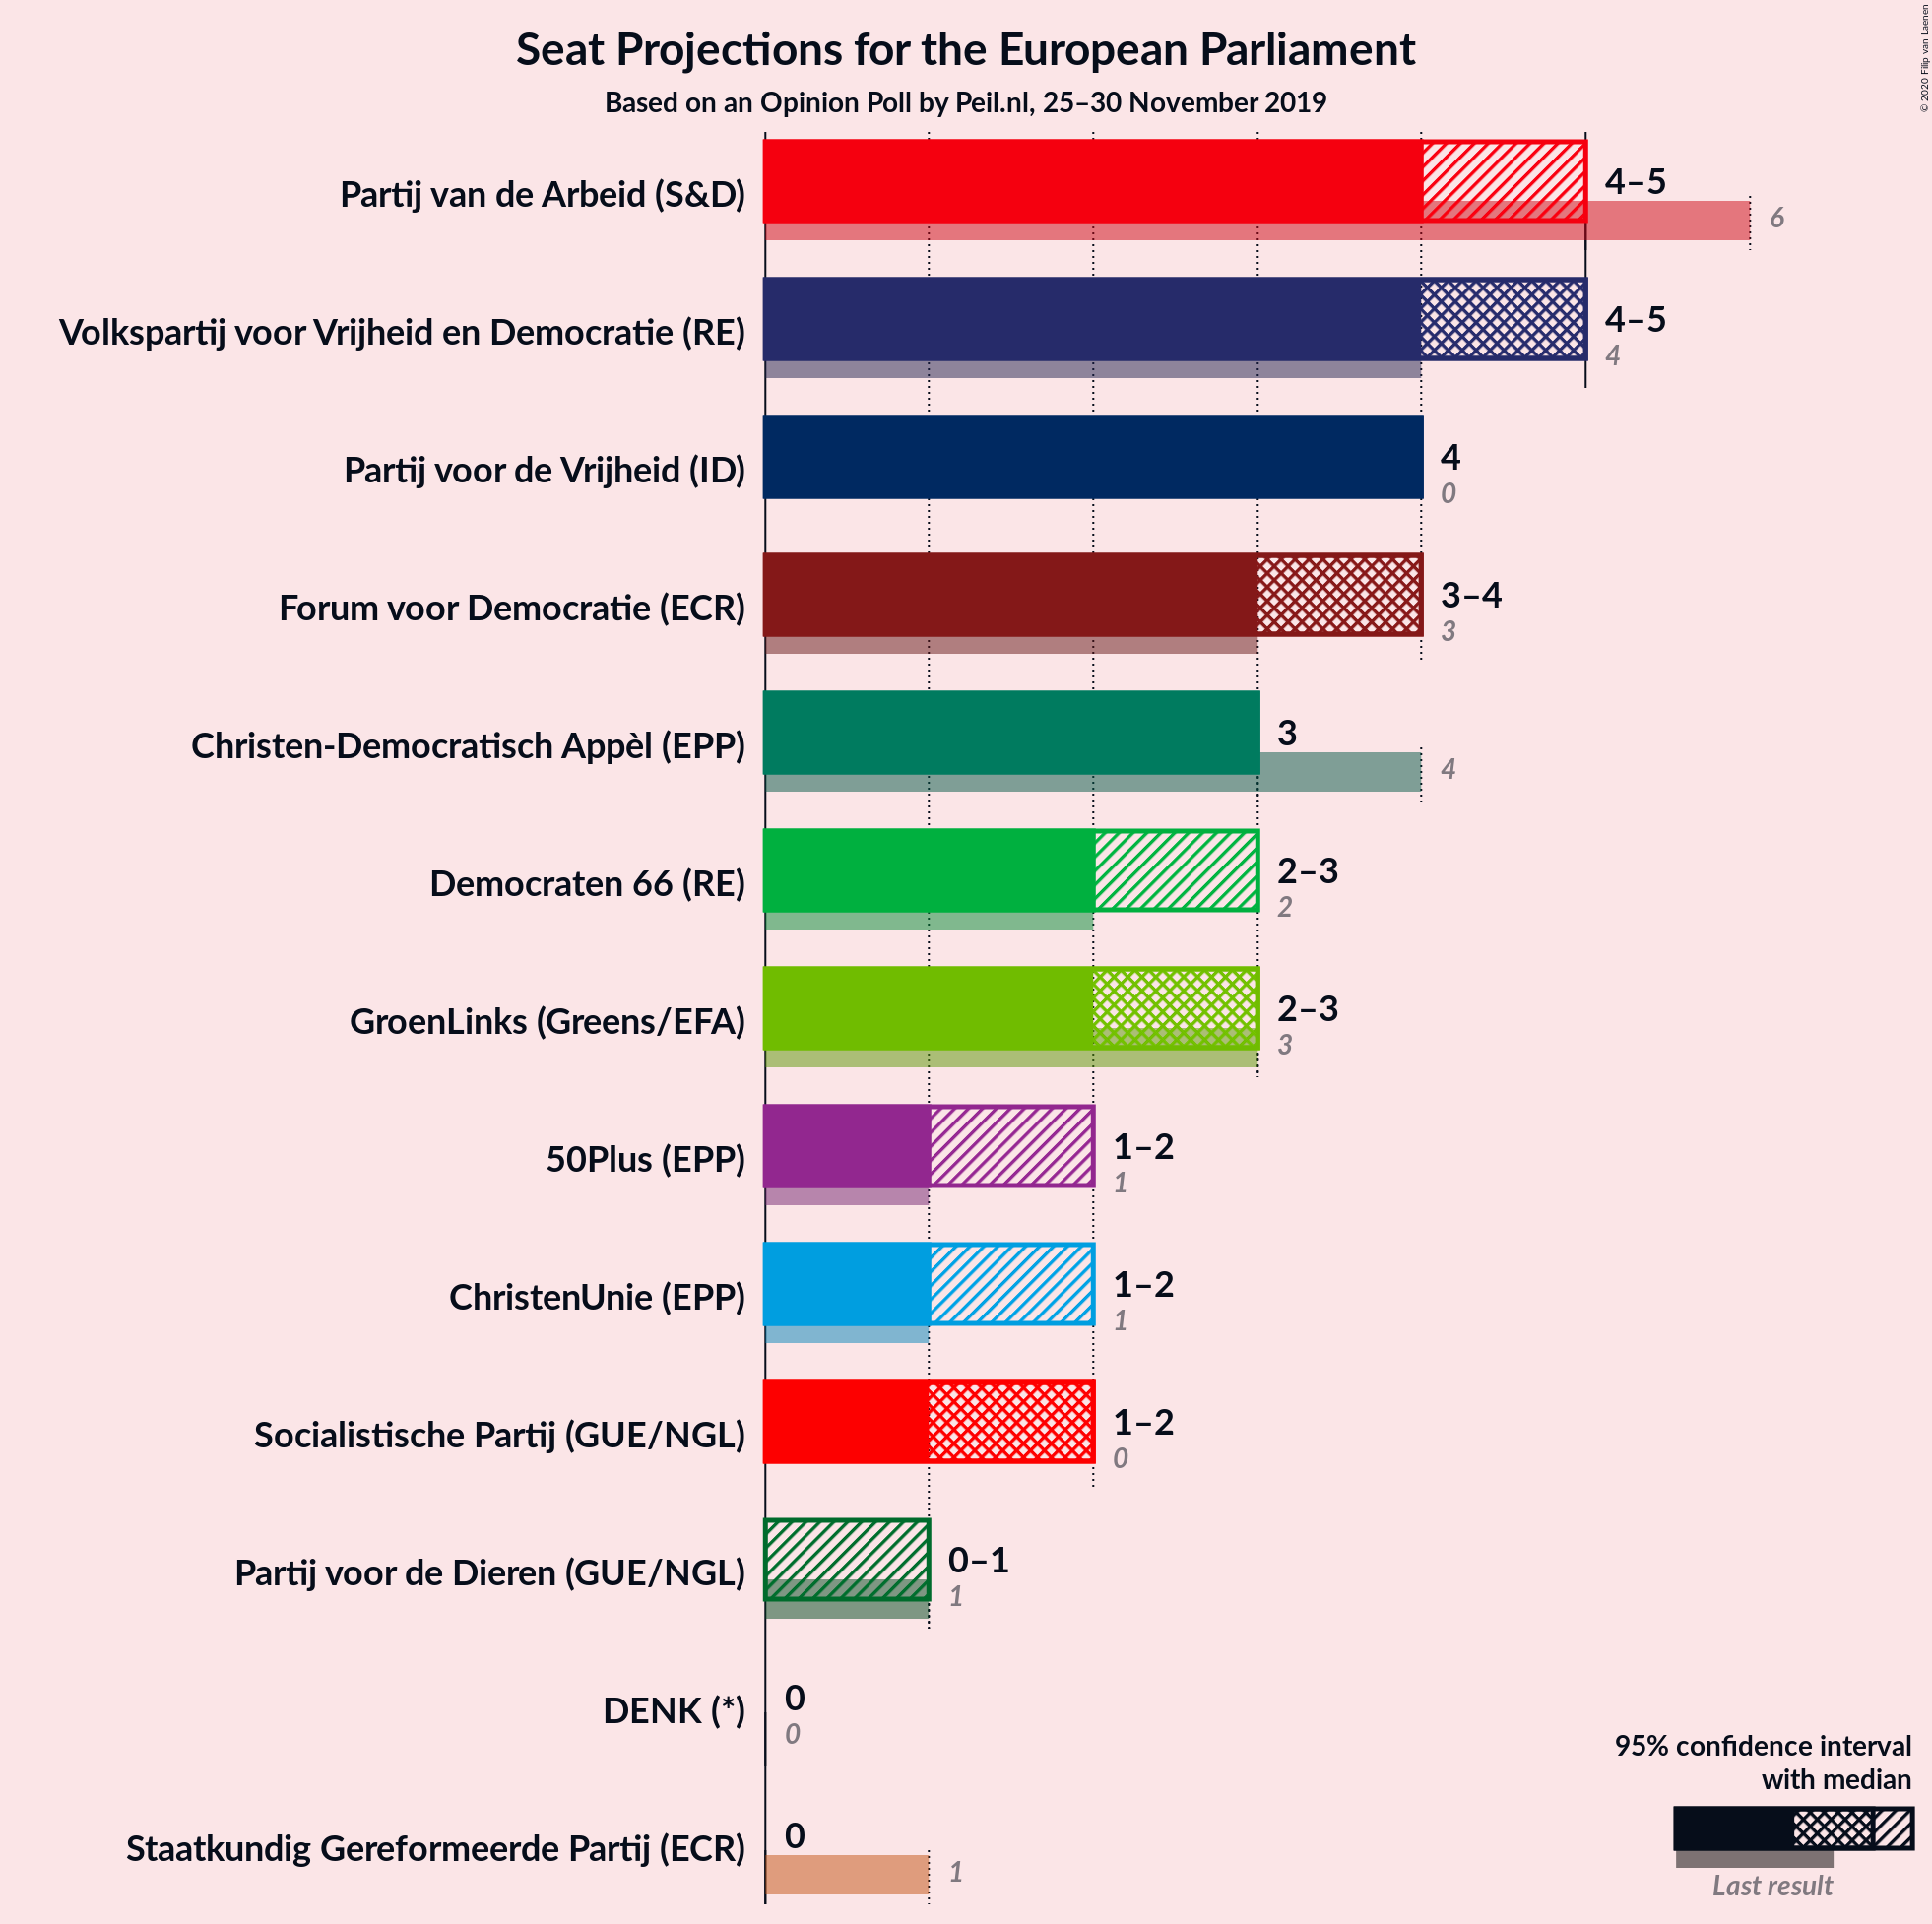 Seat Projections for the European Parliament
Based on an Opinion Poll by Peil.nl, 25–30 November 2019
© 2020 Filip van Laenen
Partij van de Arbeid (S&D)
4–5
6
Volkspartij voor Vrijheid en Democratie (RE)
4–5
4
Partij voor de Vrijheid (ID)
4
0
Forum voor Democratie (ECR)
3–4
3
Christen-Democratisch Appèl (EPP)
3
4
Democraten 66 (RE)
2–3
2
GroenLinks (Greens/EFA)
2–3
3
50Plus (EPP)
1–2
1
ChristenUnie (EPP)
1–2
1
Socialistische Partij (GUE/NGL)
1–2
0
Partij voor de Dieren (GUE/NGL)
0–1
1
DENK (*)
0
0
Staatkundig Gereformeerde Partij (ECR)
0
1
95% confidence interval
with median
Last result